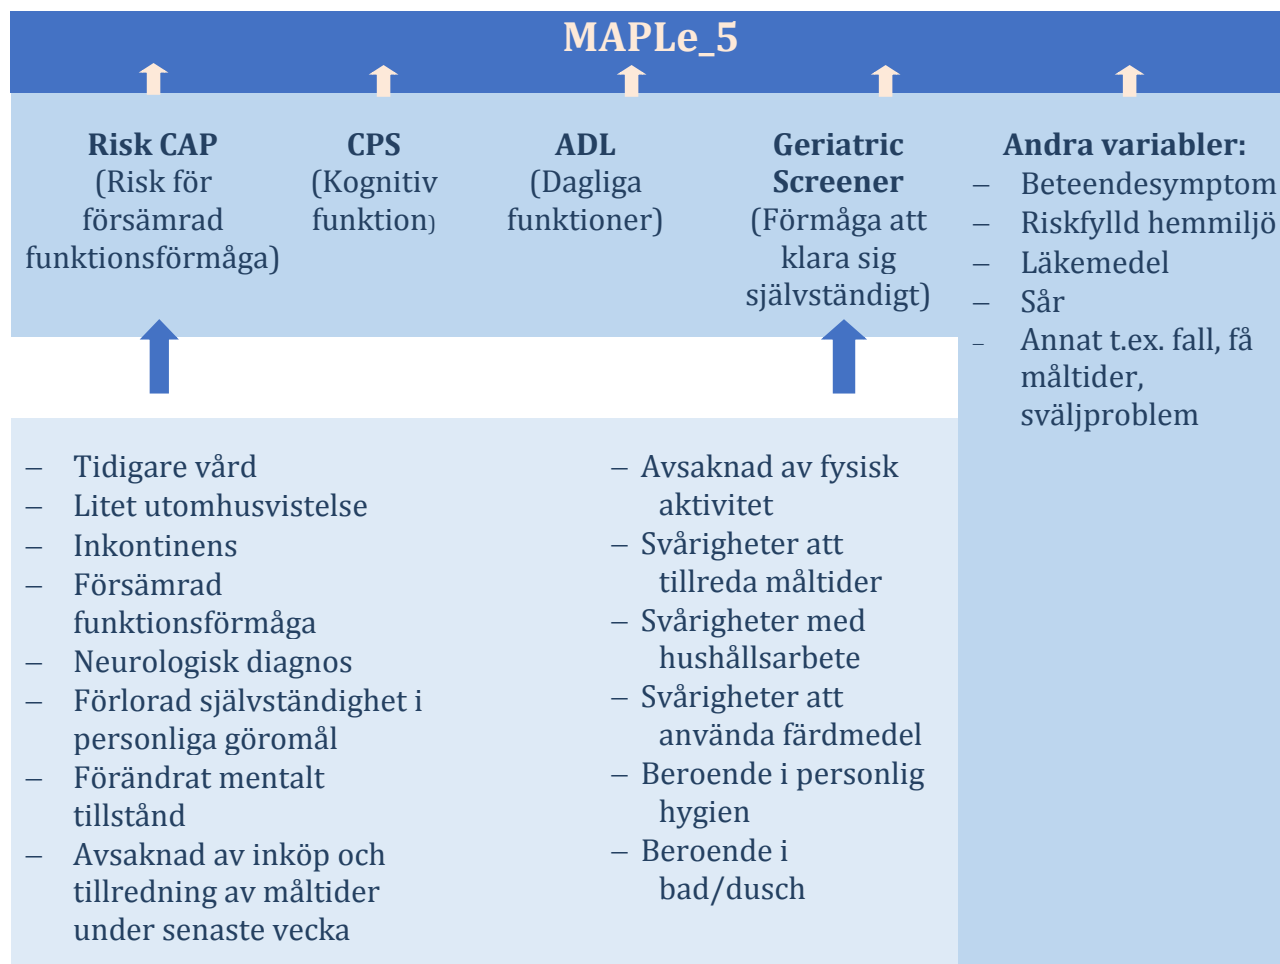 MAPLe_5
Risk CAP
(Risk för
försämrad
funktionsförmåga)
CPS
(Kognitiv
funktion)
ADL
(Dagliga
funktioner)
Geriatric
Screener
(Förmåga att
klara sig
självständigt)
Andra variabler:
– Beteendesymptom
– Riskfylld hemmiljö
– Läkemedel
– Sår
– Annat t.ex. fall, få
måltider,
sväljproblem
– Tidigare vård
– Litet utomhusvistelse
– Inkontinens
– Försämrad
funktionsförmåga
– Neurologisk diagnos
– Förlorad självständighet i
personliga göromål
– Förändrat mentalt
tillstånd
– Avsaknad av inköp och
tillredning av måltider
under senaste vecka
– Avsaknad av fysisk
aktivitet
– Svårigheter att
tillreda måltider
– Svårigheter med
hushållsarbete
– Svårigheter att
använda färdmedel
– Beroende i personlig
hygien
– Beroende i
bad/dusch